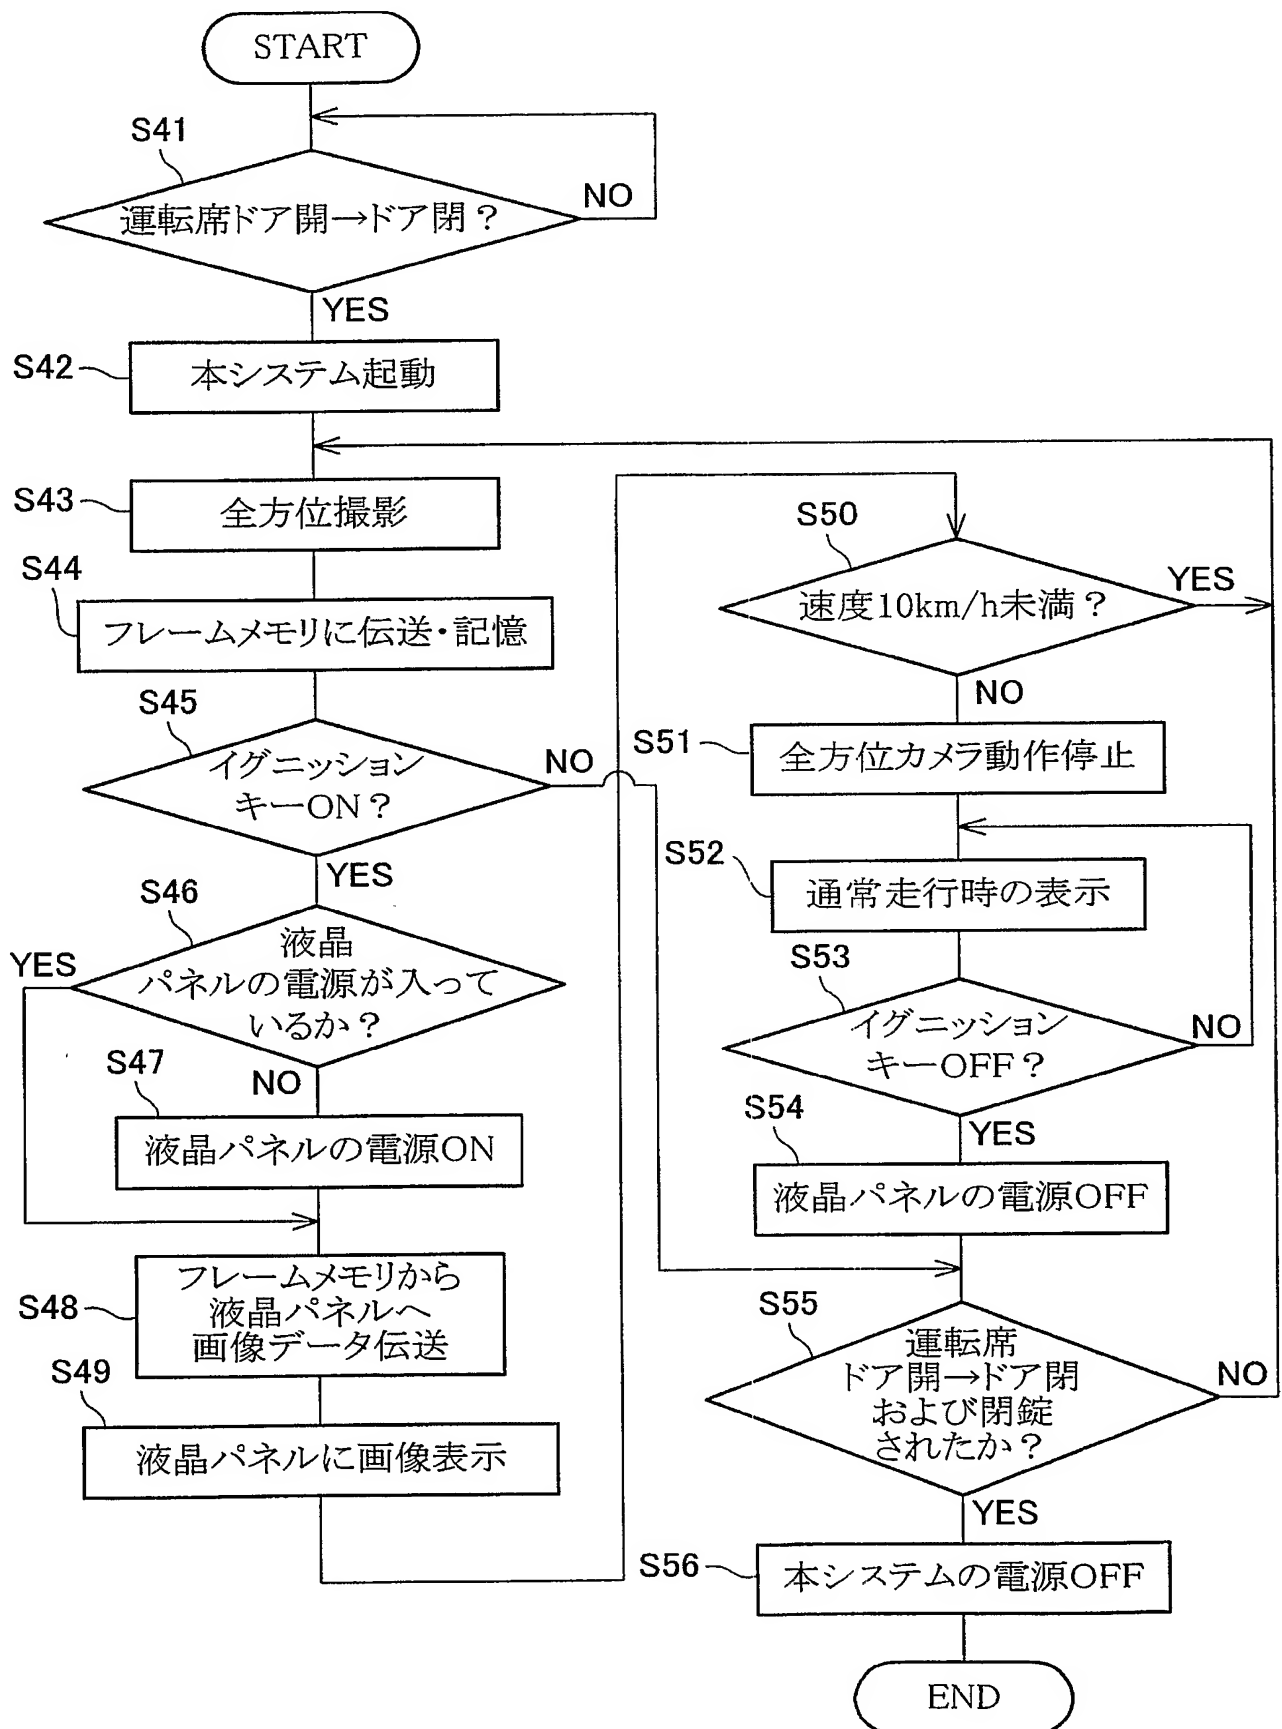 START
S41
運転席ドア開→ドア閉？
NO
YES
S42
本システム起動
S43
全方位撮影
S44
フレームメモリに伝送・記憶
S45
イグニッション
キーON？
NO
YES
S46
液晶
パネルの電源が入って
いるか？
YES
NO
S47
液晶パネルの電源ON
S48
フレームメモリから
液晶パネルへ
画像データ伝送
S49
液晶パネルに画像表示
S50
速度10km/h未満？
YES
NO
S51
全方位カメラ動作停止
S52
通常走行時の表示
S53
イグニッション
キーOFF？
NO
YES
S54
液晶パネルの電源OFF
S55
運転席
ドア開→ドア閉
および閉錠
されたか？
NO
YES
S56
本システムの電源OFF
END